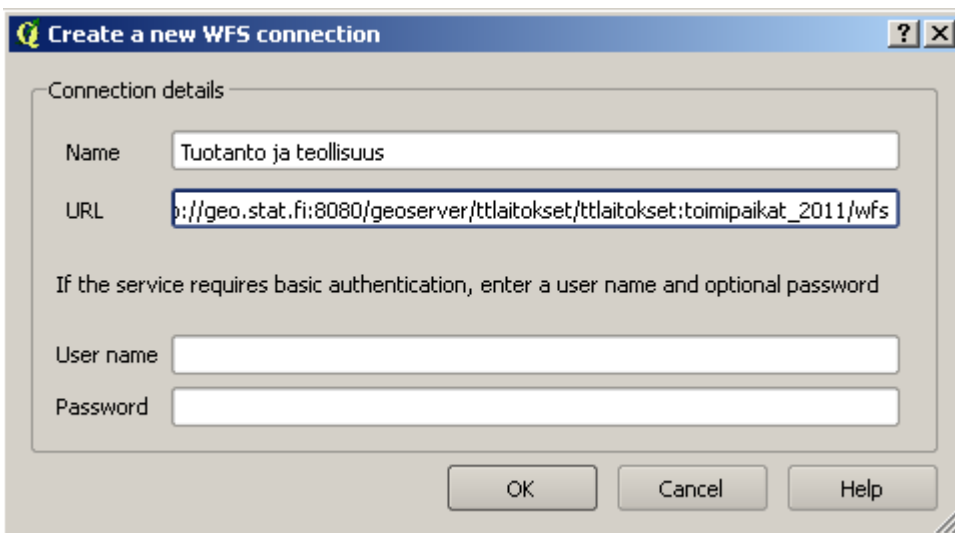 Create a new WFS connection
Connection details
Name Tuotanto ja teollisuus
URL ://geo.stat.fi:8080/geoserver/ttlaitokset/ttlaitokset:toimipaikat_2011/wfs
If the service requires basic authentication, enter a user name and optional password
User name
Password
OK Cancel Help